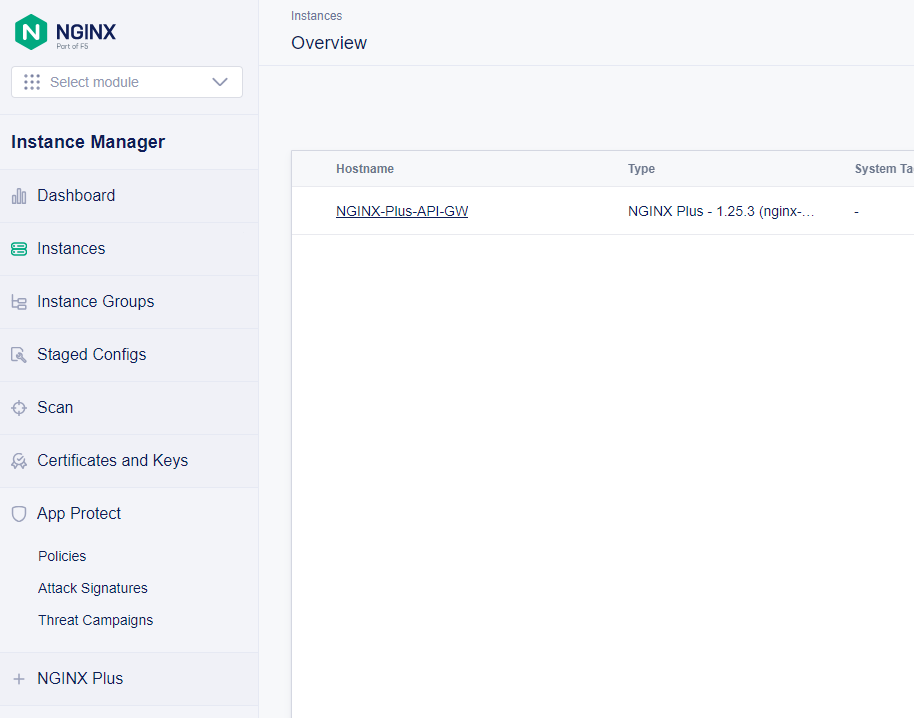 NGINX
Part of F5
Select module
Instance Manager
Dashboard
Instances
Instance Groups
Staged Configs
Scan
Certificates and Keys
App Protect
Policies
Attack Signatures
Threat Campaigns
NGINX Plus
Instances
Overview
Hostname Type System Ta
NGINX-Plus-API-GW NGINX Plus - 1.25.3 (nginx-... -